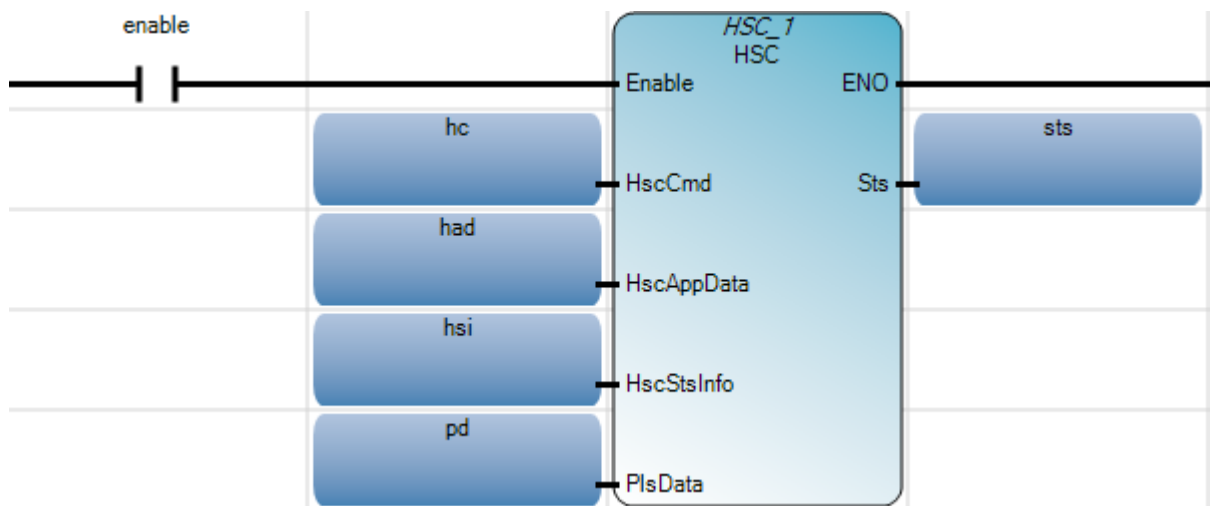 enable
HSC_1
HSC
Enable
ENO
hc
sts
HscCmd
Sts
had
HscAppData
hsi
HscStsInfo
pd
PlsData